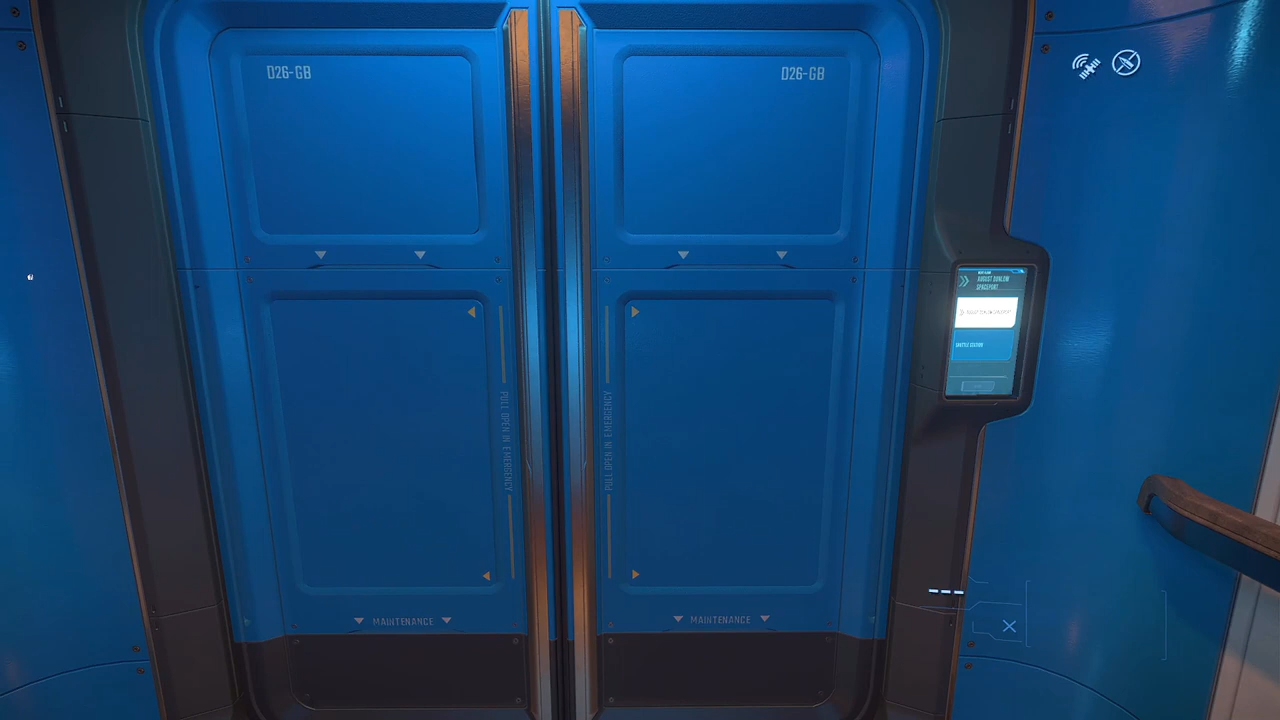 D26-GB
D26-GB
AUGUST DUNLOW
SPACEPORT
SHUTTLE STATION
PULL OPEN IN EMERGENCY
PULL OPEN IN EMERGENCY
MAINTENANCE
MAINTENANCE